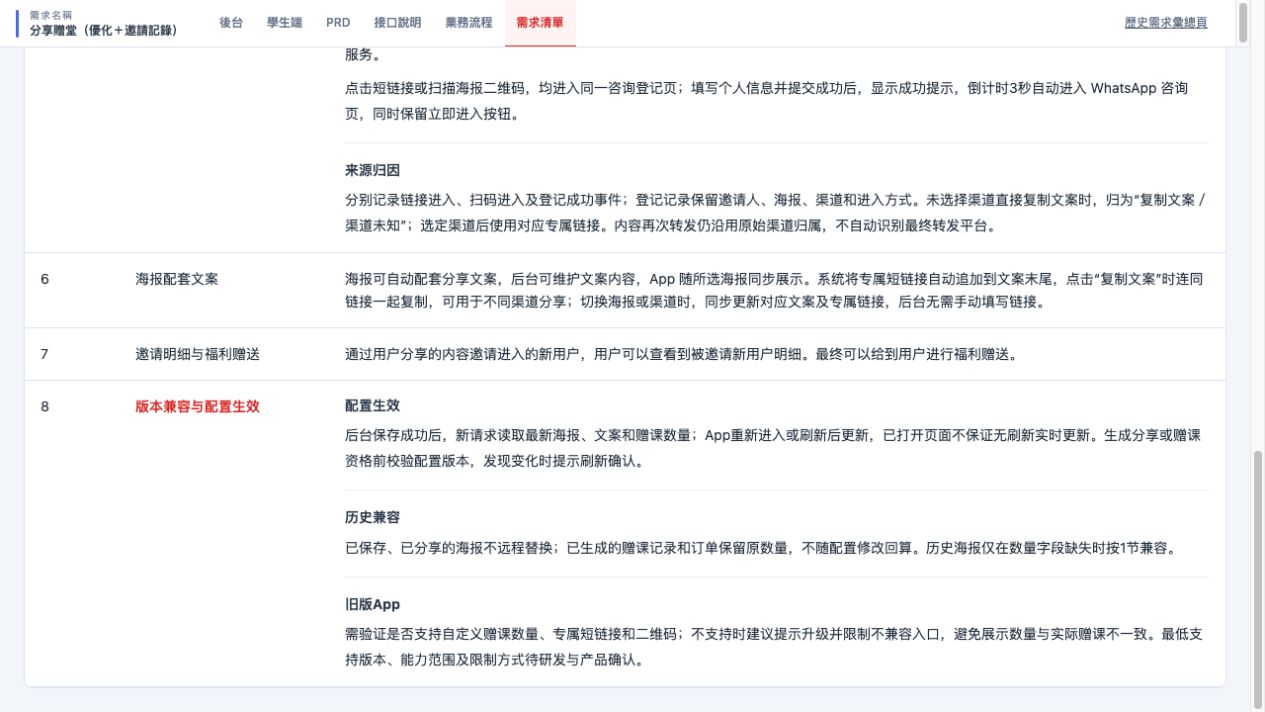 需求名稱
分享贈堂（優化＋邀請記錄）
後台
學生端
PRD
接口說明
業務流程
需求清單
歷史需求彙總頁
服务。
点击短链接或扫描海报二维码，均进入同一咨询登记页；填写个人信息并提交成功后，显示成功提示，倒计时3秒自动进入 WhatsApp 咨询
页，同时保留立即进入按钮。
来源归因
分别记录链接进入、扫码进入及登记成功事件；登记记录保留邀请人、海报、渠道和进入方式。未选择渠道直接复制文案时，归为“复制文案 /
渠道未知”；选定渠道后使用对应专属链接。内容再次转发仍沿用原始渠道归属，不自动识别最终转发平台。
6
海报配套文案
海报可自动配套分享文案，后台可维护文案内容，App 随所选海报同步展示。系统将专属短链接自动追加到文案末尾，点击“复制文案”时连同
链接一起复制，可用于不同渠道分享；切换海报或渠道时，同步更新对应文案及专属链接，后台无需手动填写链接。
7
邀请明细与福利赠送
通过用户分享的内容邀请进入的新用户，用户可以查看到被邀请新用户明细。最终可以给到用户进行福利赠送。
8
版本兼容与配置生效
配置生效
后台保存成功后，新请求读取最新海报、文案和赠课数量；App重新进入或刷新后更新，已打开页面不保证无刷新实时更新。生成分享或赠课
资格前校验配置版本，发现变化时提示刷新确认。
历史兼容
已保存、已分享的海报不远程替换；已生成的赠课记录和订单保留原数量，不随配置修改回算。历史海报仅在数量字段缺失时按1节兼容。
旧版App
需验证是否支持自定义赠课数量、专属短链接和二维码；不支持时建议提示升级并限制不兼容入口，避免展示数量与实际赠课不一致。最低支
持版本、能力范围及限制方式待研发与产品确认。